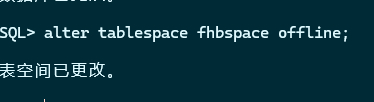 SQL> alter tablespace fhbspace offline;
表空间已更改。